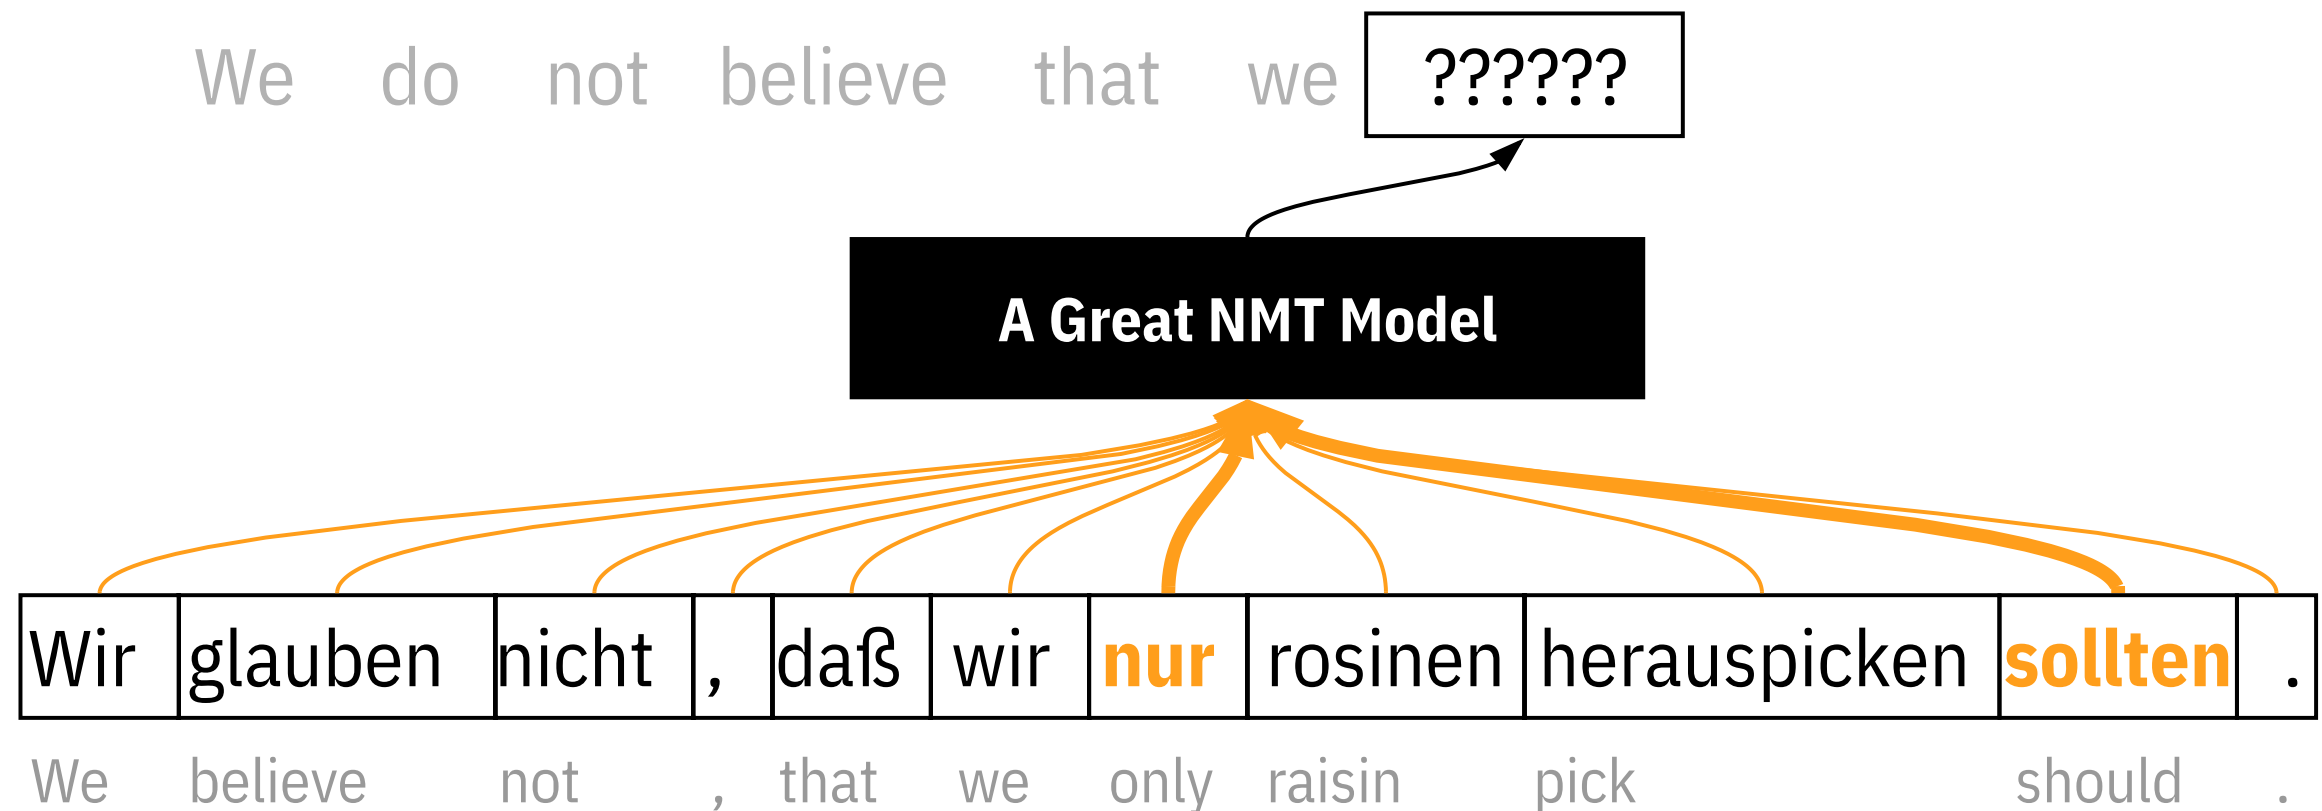 We do not believe that we ??????
A Great NMT Model
Wir glauben nicht , daß wir nur rosinen herauspicken sollten .
We believe not , that we only raisin pick should .